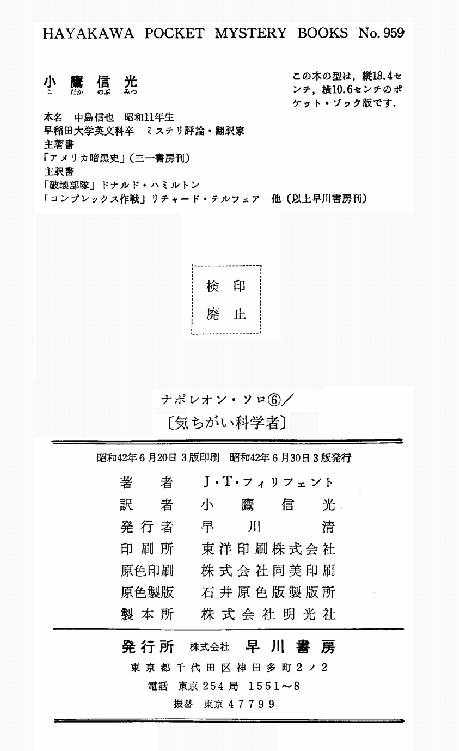 HAYAKAWA POCKET MYSTERY BOOKS No. 959
小鷹信光
こ だか のぶ みつ
この本の型は，縦18.4セ
ンチ，横10.6センチのポ
ケット・ブック版です．
本名 中島信也 昭和11年生
早稲田大学英文科卒 ミステリ評論・翻訳家
主著書
「アメリカ暗黒史」(三一書房刊)
主訳書
「破壊部隊」ドナルド・ハミルトン
「コンプレックス作戦」リチャード・テルフェア 他 (以上早川書房刊)
検印
廃止
ナポレオン・ソロ⑥／
〔気ちがい科学者〕
昭和42年6月20日3版印刷 昭和42年6月30日3版発行
著者 J・T・フィリフェント
訳者 小鷹信光
発行者 早川清
印刷所 東洋印刷株式会社
原色印刷 株式会社同美印刷
原色製版 石井原色版製版所
製本所 株式会社明光社
発行所 株式会社 早川書房
東京都千代田区神田多町2ノ2
電話 東京254局 1551～8
振替 東京47799